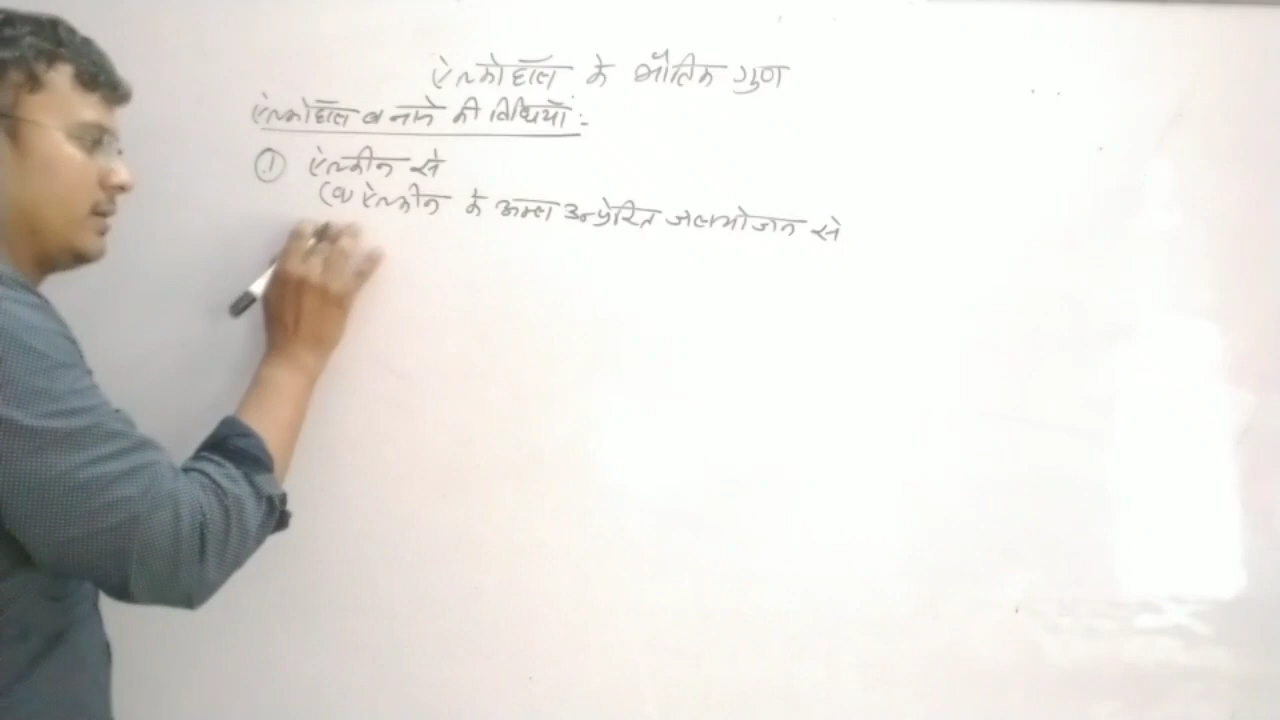 ऐल्कोहॉल के भौतिक गुण
ऐल्कोहॉल बनाने की विधियाँ :-
① ऐल्कीन से
(a) ऐल्कीन के अम्ल उत्प्रेरित जलयोजन से